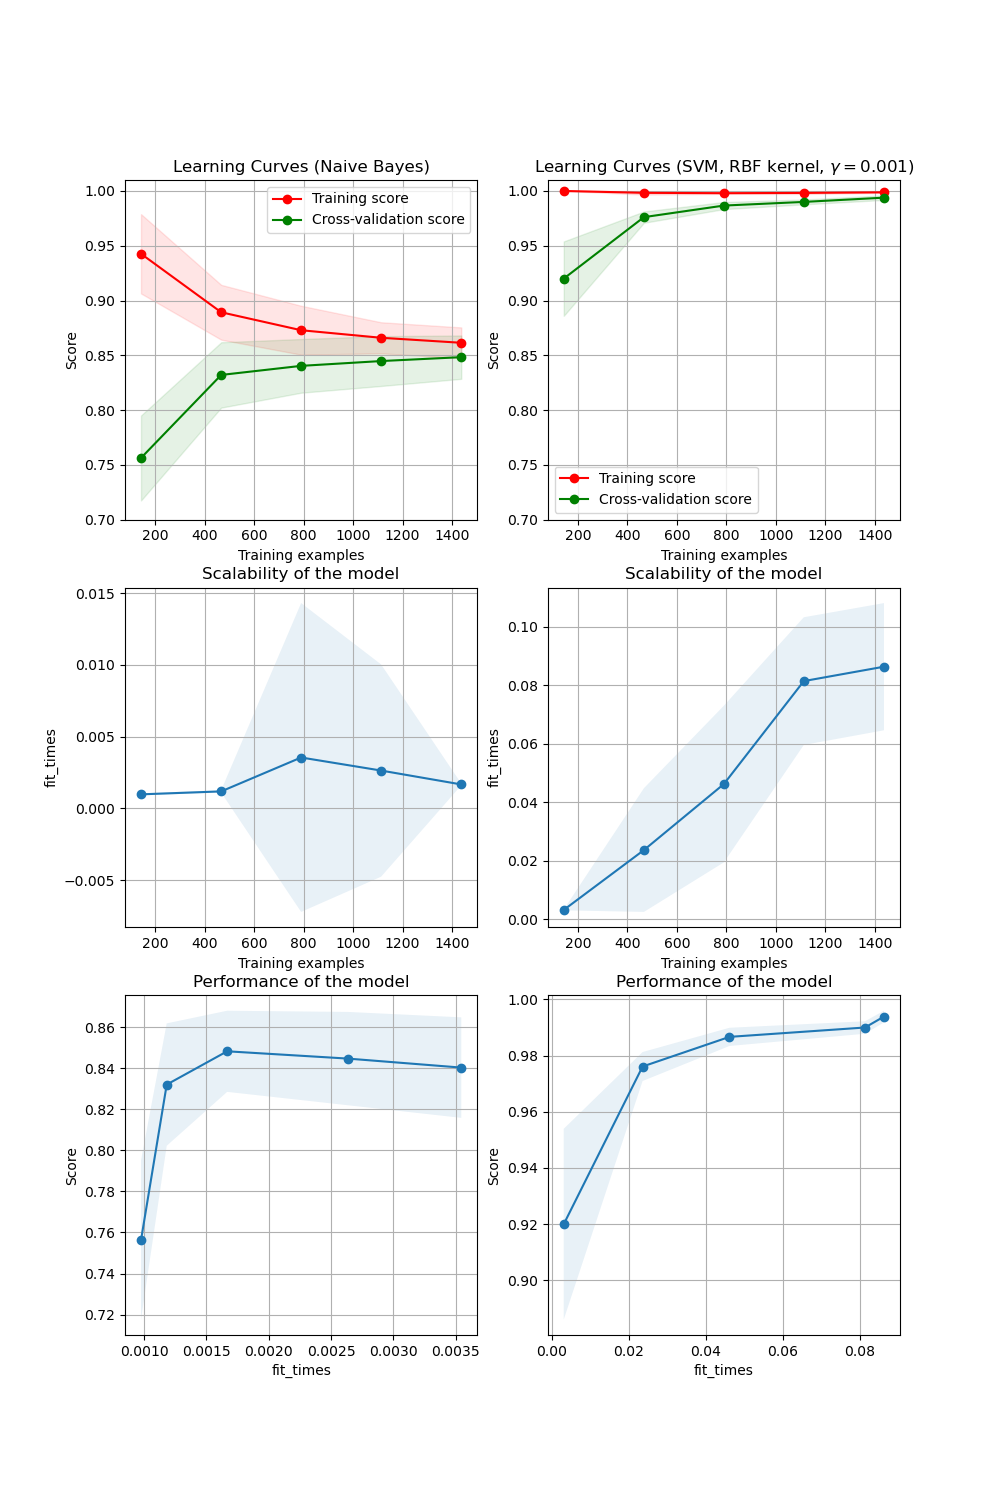 Learning Curves (Naive Bayes)
1.00
0.95
0.90
0.85
0.80
0.75
0.70
Score
Training score
Cross-validation score
200 400 600 800 1000 1200 1400
Training examples
Learning Curves (SVM, RBF kernel, γ = 0.001)
1.00
0.95
0.90
0.85
0.80
0.75
0.70
Score
Training score
Cross-validation score
200 400 600 800 1000 1200 1400
Training examples
Scalability of the model
0.015
0.010
0.005
0.000
−0.005
fit_times
200 400 600 800 1000 1200 1400
Training examples
Scalability of the model
0.10
0.08
0.06
0.04
0.02
0.00
fit_times
200 400 600 800 1000 1200 1400
Training examples
Performance of the model
0.86
0.84
0.82
0.80
0.78
0.76
0.74
0.72
Score
0.0010 0.0015 0.0020 0.0025 0.0030 0.0035
fit_times
Performance of the model
1.00
0.98
0.96
0.94
0.92
0.90
Score
0.00 0.02 0.04 0.06 0.08
fit_times